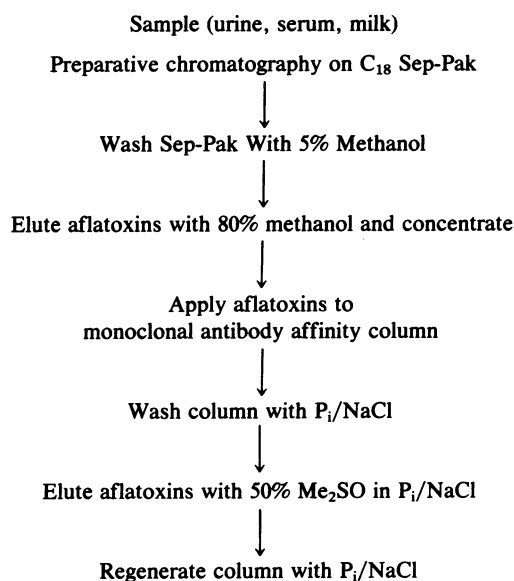 Sample (urine, serum, milk)
Preparative chromatography on C₁₈ Sep-Pak
Wash Sep-Pak With 5% Methanol
Elute aflatoxins with 80% methanol and concentrate
Apply aflatoxins to
monoclonal antibody affinity column
Wash column with Pᵢ/NaCl
Elute aflatoxins with 50% Me₂SO in Pᵢ/NaCl
Regenerate column with Pᵢ/NaCl